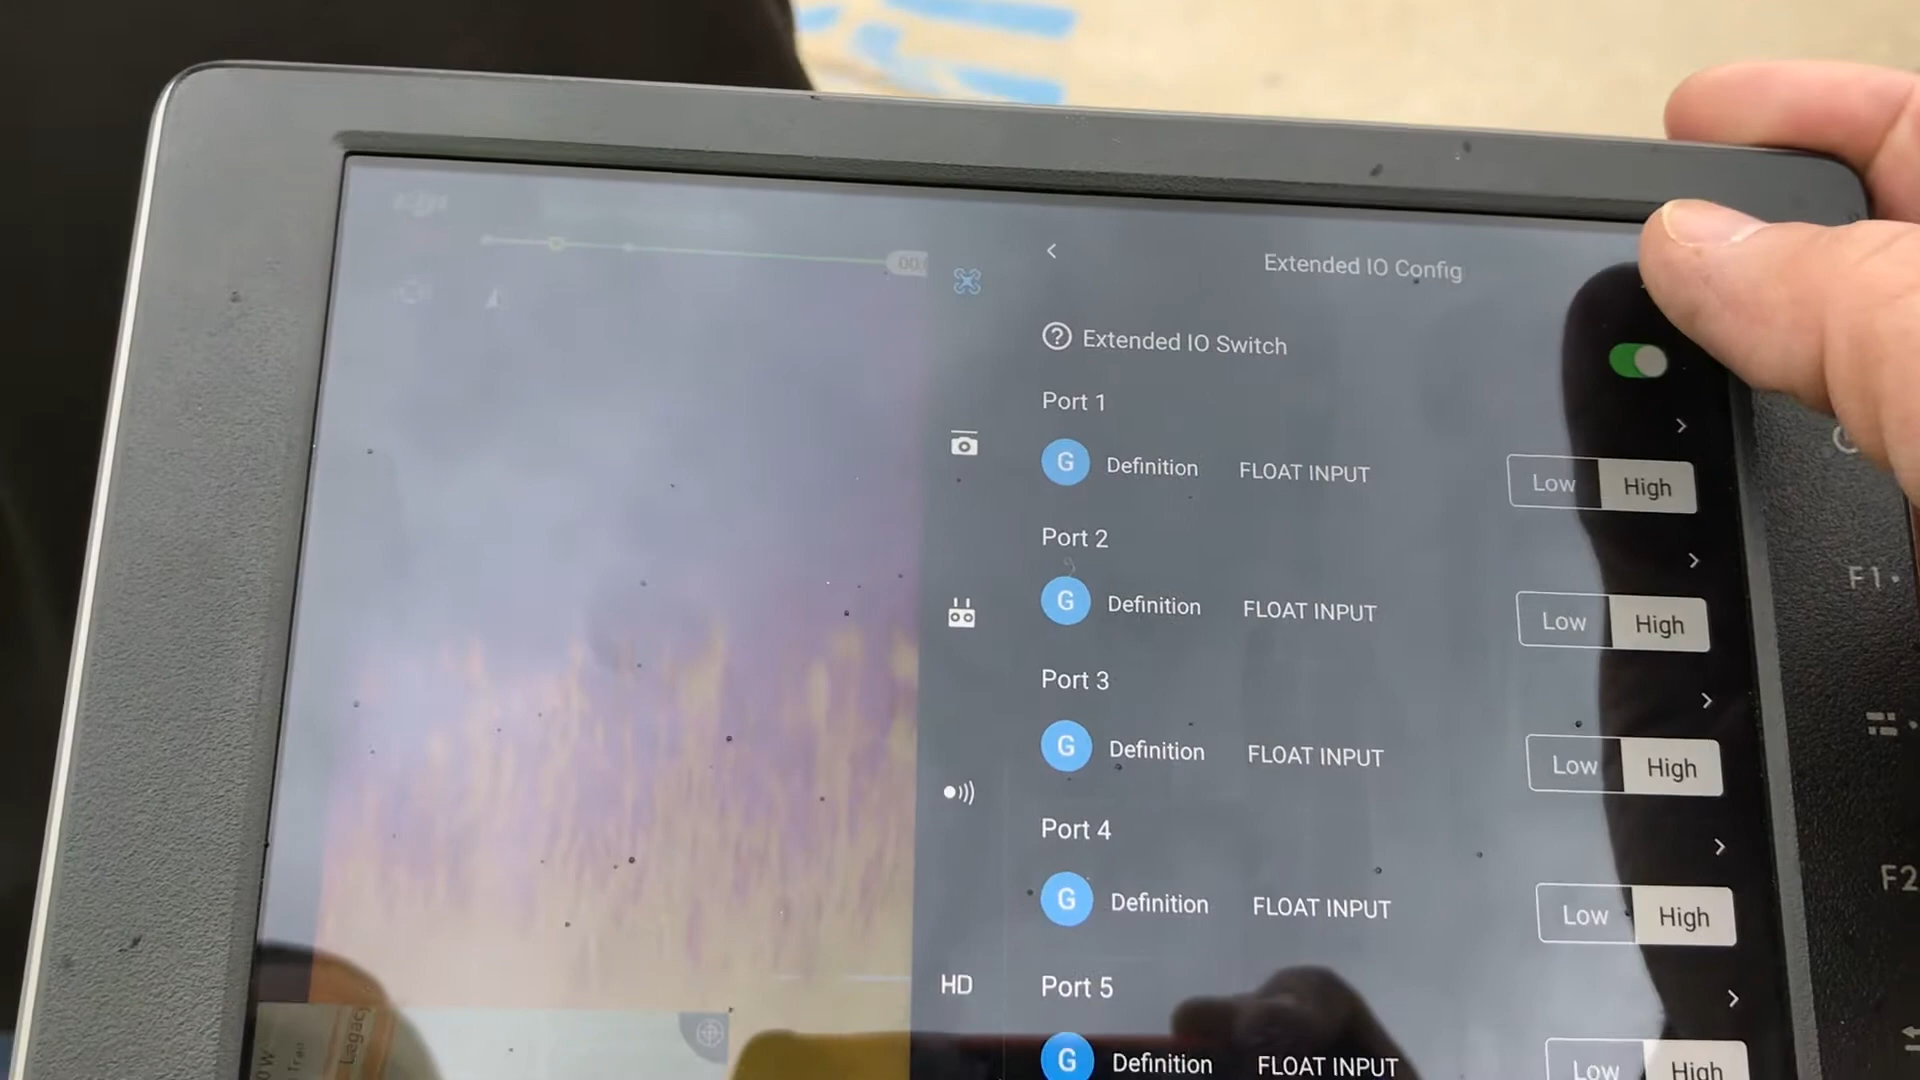 Extended IO Config
Extended IO Switch
Port 1
G Definition FLOAT INPUT Low High
Port 2
G Definition FLOAT INPUT Low High
Port 3
G Definition FLOAT INPUT Low High
Port 4
G Definition FLOAT INPUT Low High
Port 5
G Definition FLOAT INPUT Low High
HD
F1
F2
Legacy